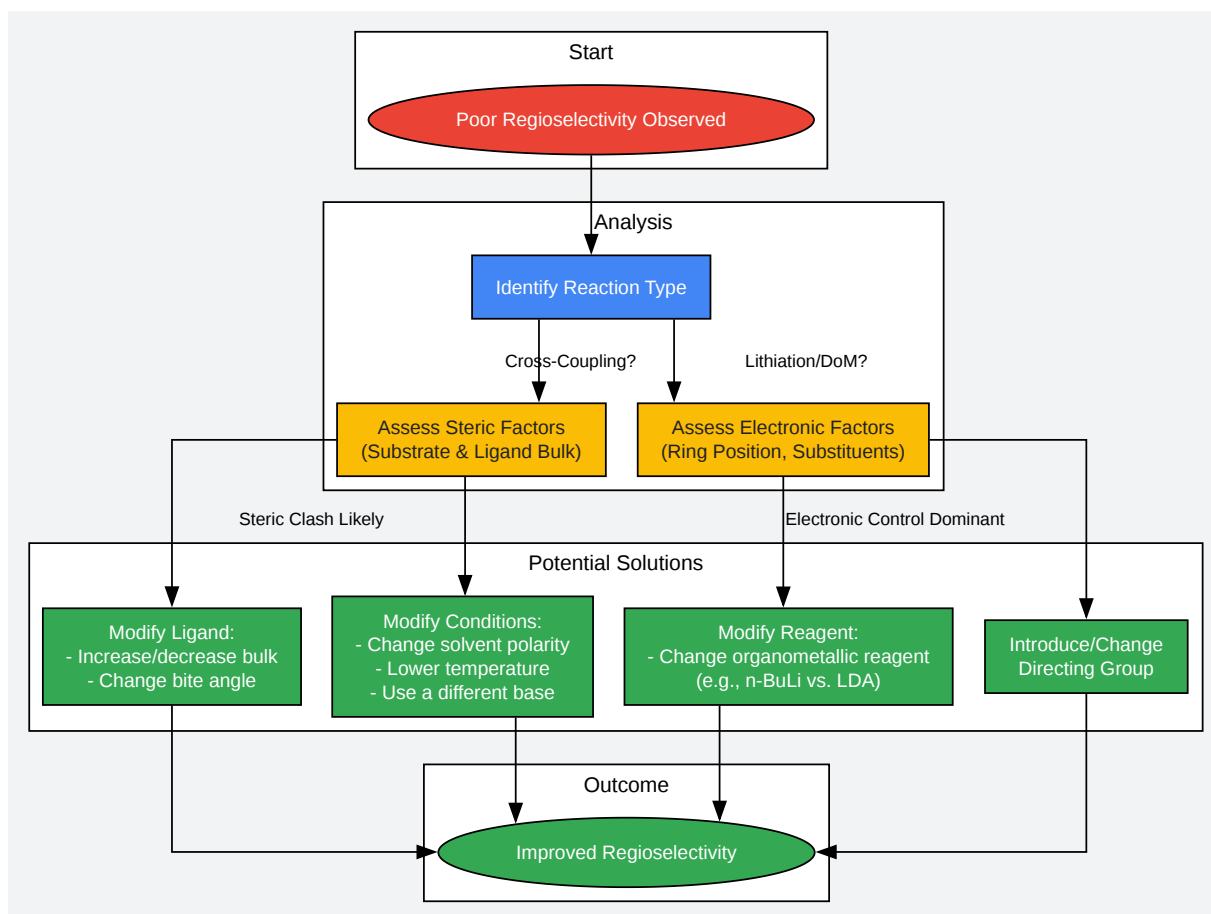 Start
Poor Regioselectivity Observed
Analysis
Identify Reaction Type
Cross-Coupling?
Lithiation/DoM?
Assess Steric Factors
(Substrate & Ligand Bulk)
Assess Electronic Factors
(Ring Position, Substituents)
Steric Clash Likely
Electronic Control Dominant
Potential Solutions
Modify Ligand:
- Increase/decrease bulk
- Change bite angle
Modify Conditions:
- Change solvent polarity
- Lower temperature
- Use a different base
Modify Reagent:
- Change organometallic reagent
(e.g., n-BuLi vs. LDA)
Introduce/Change
Directing Group
Outcome
Improved Regioselectivity